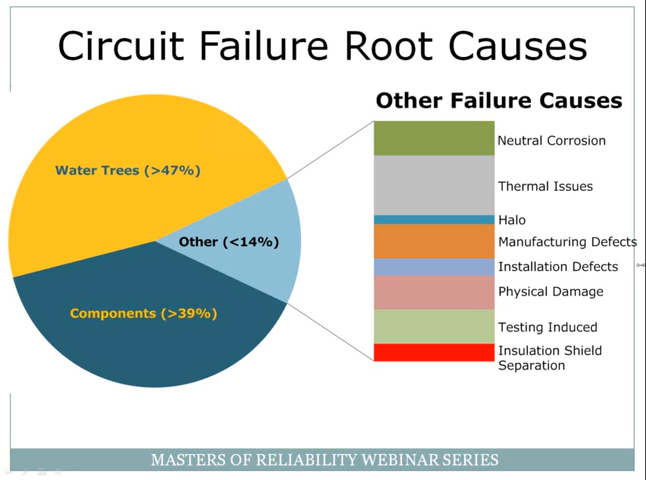 Circuit Failure Root Causes
Other Failure Causes
Water Trees (>47%)
Other (<14%)
Components (>39%)
Neutral Corrosion
Thermal Issues
Halo
Manufacturing Defects
Installation Defects
Physical Damage
Testing Induced
Insulation Shield
Separation
MASTERS OF RELIABILITY WEBINAR SERIES